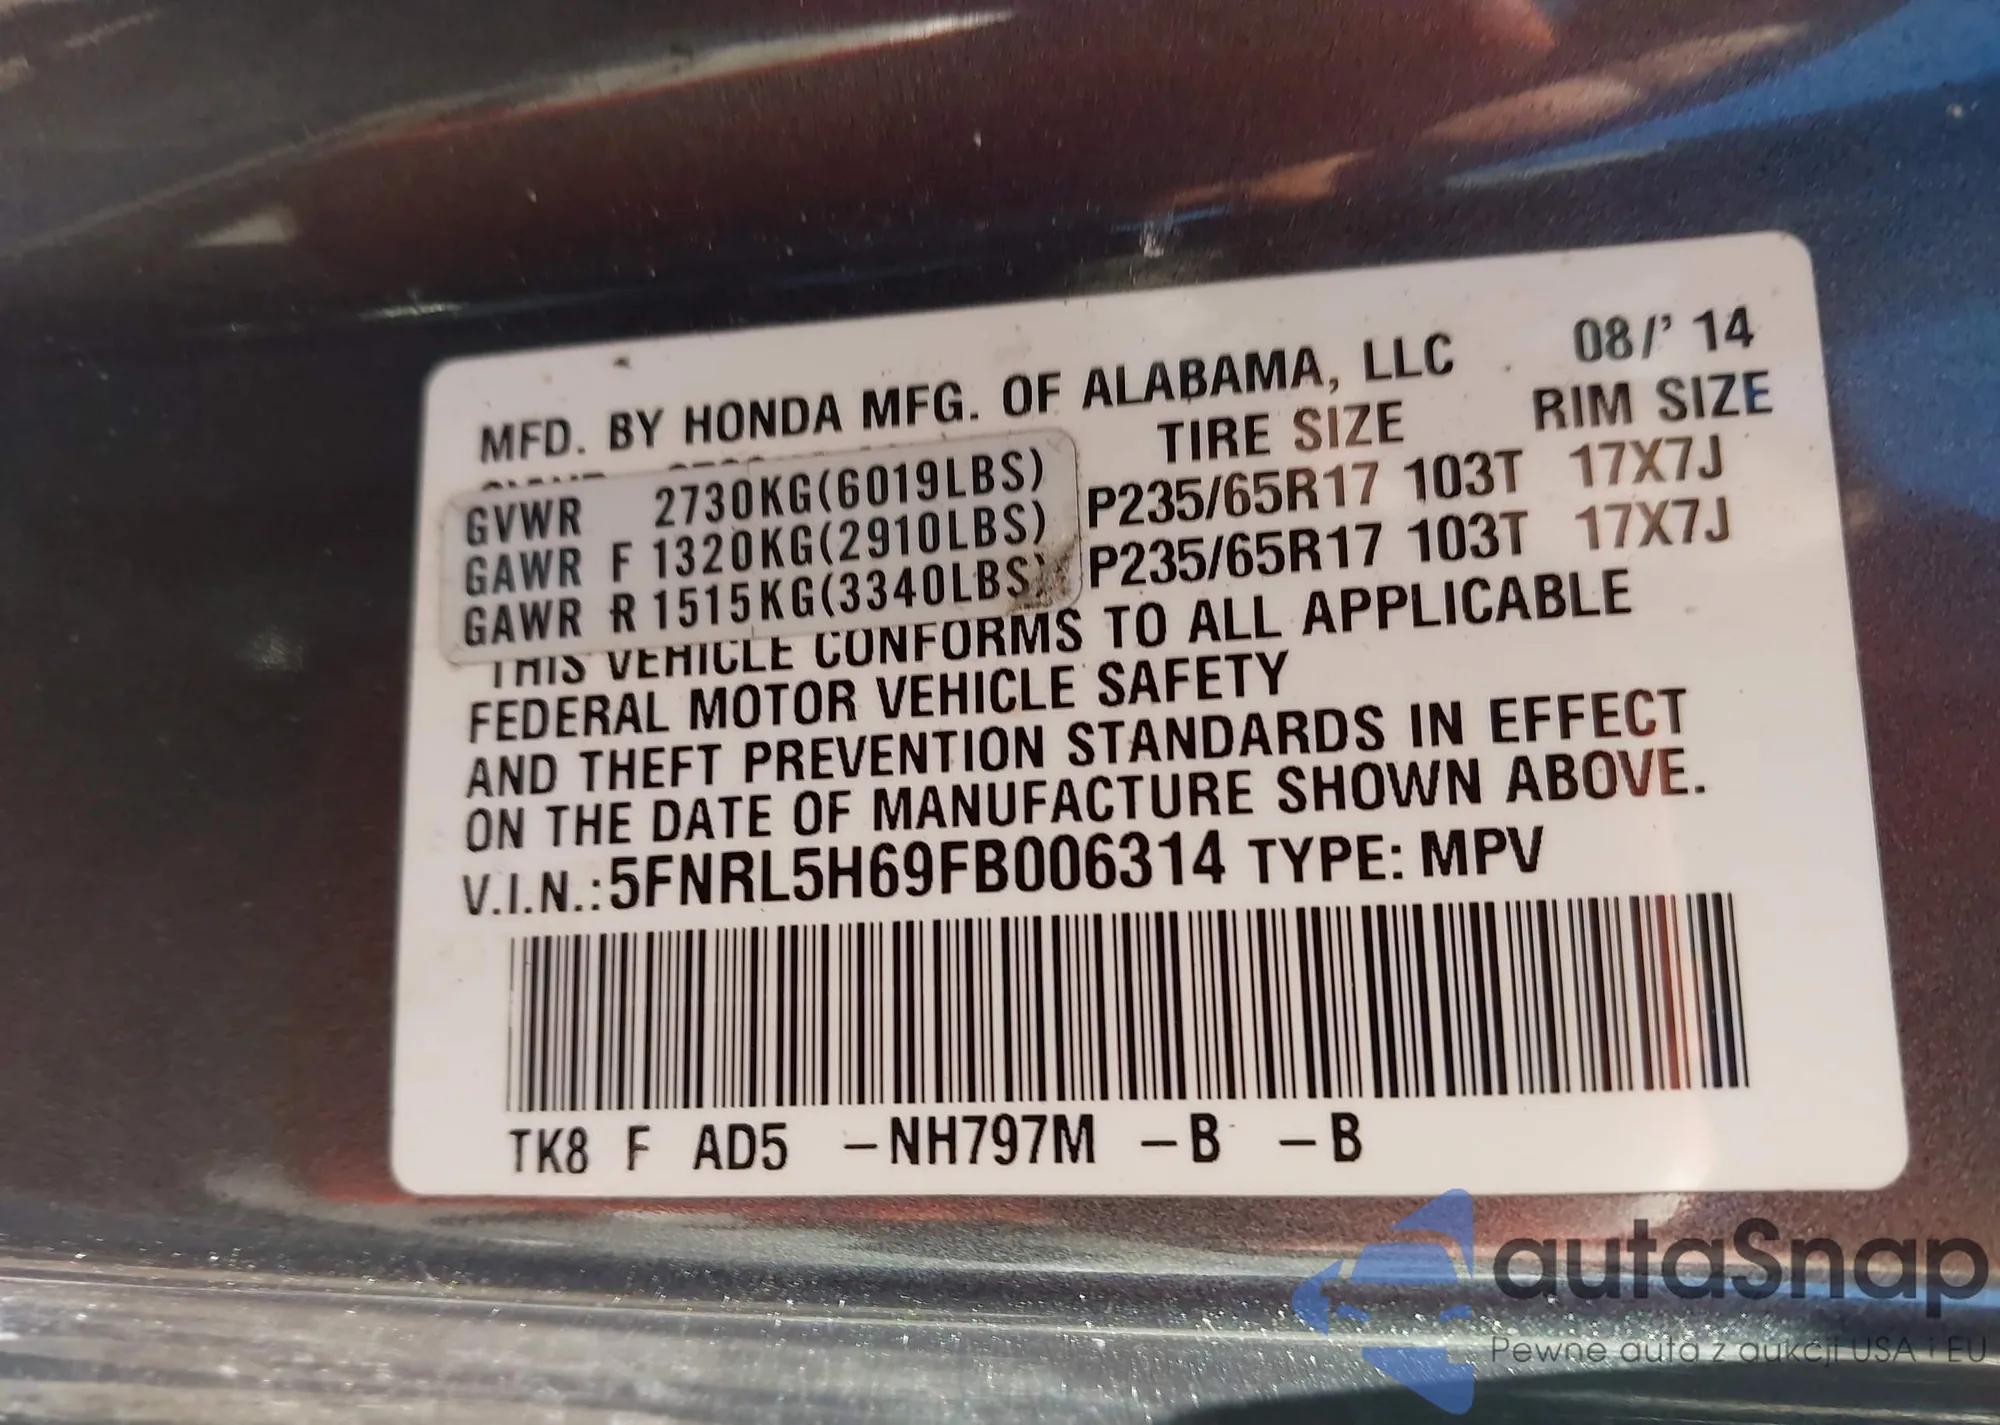 MFD. BY HONDA MFG. OF ALABAMA, LLC 08/' 14
TIRE SIZE RIM SIZE
GVWR 2730KG(6019LBS)
GAWR F 1320KG(2910LBS) P235/65R17 103T 17X7J
GAWR R 1515KG(3340LBS) P235/65R17 103T 17X7J
THIS VEHICLE CONFORMS TO ALL APPLICABLE
FEDERAL MOTOR VEHICLE SAFETY
AND THEFT PREVENTION STANDARDS IN EFFECT
ON THE DATE OF MANUFACTURE SHOWN ABOVE.
V.I.N.:5FNRL5H69FB006314 TYPE: MPV
TK8 F AD5 –NH797M –B –B
autaSnap
Pewne auta z aukcji USA i EU